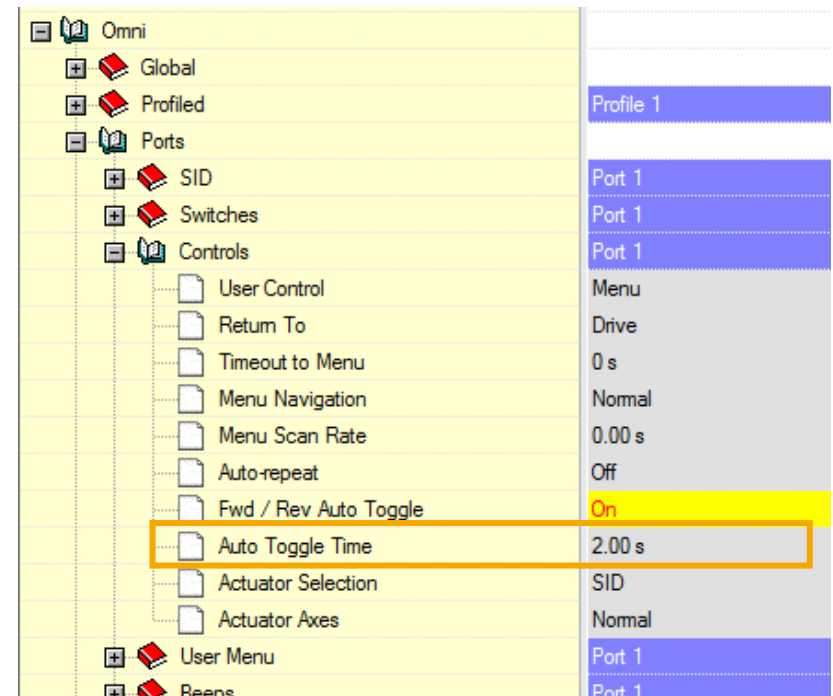 Omni
Global
Profiled Profile 1
Ports
SID Port 1
Switches Port 1
Controls Port 1
User Control Menu
Return To Drive
Timeout to Menu 0 s
Menu Navigation Normal
Menu Scan Rate 0.00 s
Auto-repeat Off
Fwd / Rev Auto Toggle On
Auto Toggle Time 2.00 s
Actuator Selection SID
Actuator Axes Normal
User Menu Port 1
Beeps Port 1